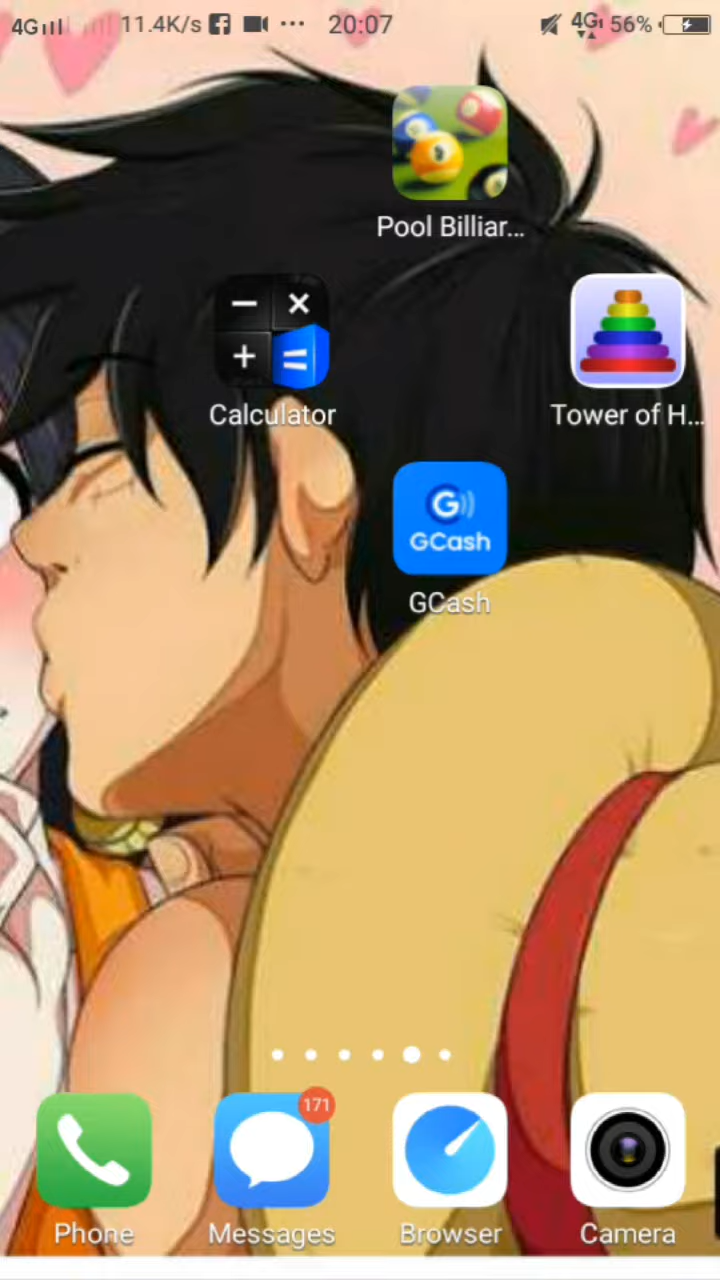 4G 11.4K/s 20:07 4G 56%
Pool Billiar...
Calculator
Tower of H...
G
GCash
GCash
171
Phone
Messages
Browser
Camera